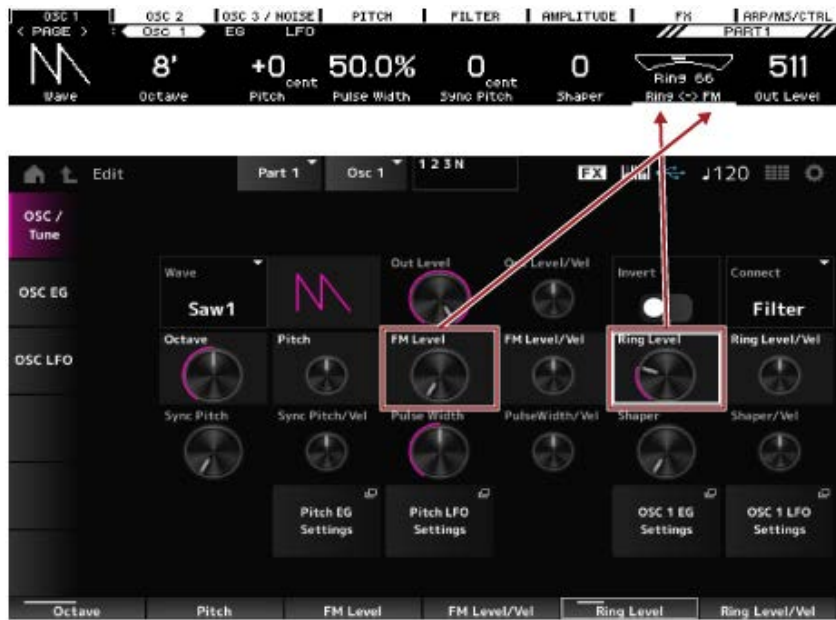 OSC 1 OSC 2 OSC 3 / NOISE PITCH FILTER AMPLITUDE FX ARP/MS/CTRL
< PAGE > : Osc 1 EG LFO PART1
8' +0 cent 50.0% 0 cent 0 Ring 66 511
Wave Octave Pitch Pulse Width Sync Pitch Shaper Ring <-> FM Out Level
Edit Part 1 Osc 1 1 2 3 N FX ♩120
OSC / Tune
Out Level Osc Level/Vel
Wave Invert Connect
OSC EG Saw1 Filter
Octave Pitch FM Level FM Level/Vel Ring Level Ring Level/Vel
OSC LFO
Sync Pitch Sync Pitch/Vel Pulse Width PulseWidth/Vel Shaper Shaper/Vel
Pitch EG Settings Pitch LFO Settings OSC 1 EG Settings OSC 1 LFO Settings
Octave Pitch FM Level FM Level/Vel Ring Level Ring Level/Vel